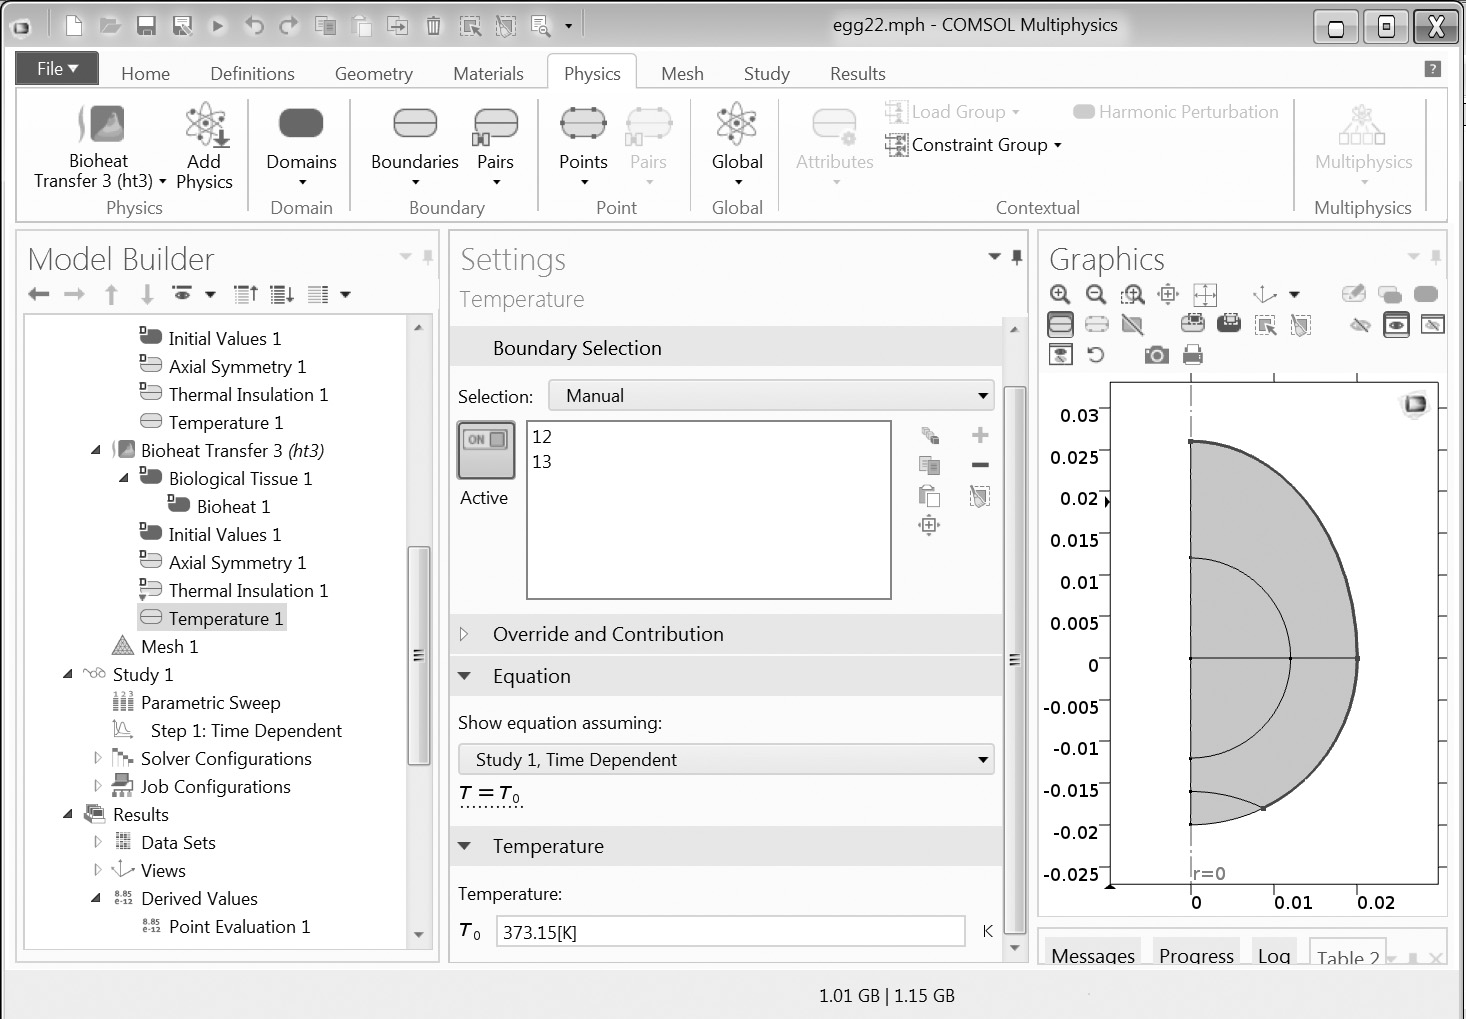 egg22.mph - COMSOL Multiphysics
File
Home
Definitions
Geometry
Materials
Physics
Mesh
Study
Results
?
Bioheat
Transfer 3 (ht3)
Add
Physics
Domains
Boundaries
Pairs
Points
Pairs
Global
Attributes
Load Group
Constraint Group
Harmonic Perturbation
Multiphysics
Physics
Domain
Boundary
Point
Global
Contextual
Multiphysics
Model Builder
Initial Values 1
Axial Symmetry 1
Thermal Insulation 1
Temperature 1
Bioheat Transfer 3 (ht3)
Biological Tissue 1
Bioheat 1
Initial Values 1
Axial Symmetry 1
Thermal Insulation 1
Temperature 1
Mesh 1
Study 1
Parametric Sweep
Step 1: Time Dependent
Solver Configurations
Job Configurations
Results
Data Sets
Views
8.85
e-12
Derived Values
8.85
e-12
Point Evaluation 1
Settings
Temperature
Boundary Selection
Selection:
Manual
ON
Active
12
13
Override and Contribution
Equation
Show equation assuming:
Study 1, Time Dependent
T = T0
Temperature
Temperature:
T0
373.15[K]
K
Graphics
0.03
0.025
0.02
0.015
0.01
0.005
0
-0.005
-0.01
-0.015
-0.02
-0.025
r=0
0
0.01
0.02
Messages
Progress
Log
Table 2
1.01 GB | 1.15 GB